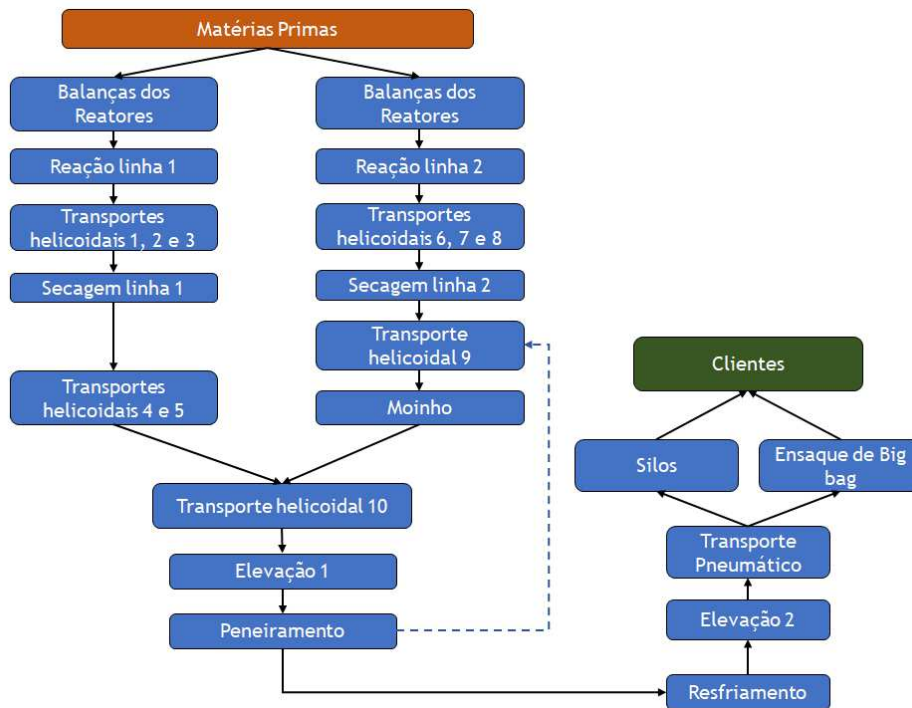 Matérias Primas
Balanças dos
Reatores
Reação linha 1
Transportes
helicoidais 1, 2 e 3
Secagem linha 1
Transportes
helicoidais 4 e 5
Balanças dos
Reatores
Reação linha 2
Transportes
helicoidais 6, 7 e 8
Secagem linha 2
Transporte
helicoidal 9
Moinho
Transporte helicoidal 10
Elevação 1
Peneiramento
Resfriamento
Elevação 2
Transporte
Pneumático
Silos
Ensaque de Big
bag
Clientes